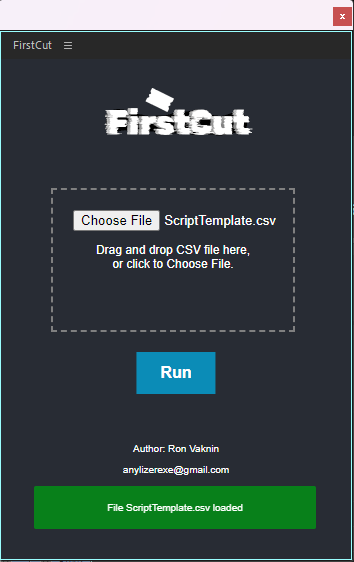 x
FirstCut ☰
FirstCut
Choose File ScriptTemplate.csv
Drag and drop CSV file here,
or click to Choose File.
Run
Author: Ron Vaknin
anylizerexe@gmail.com
File ScriptTemplate.csv loaded